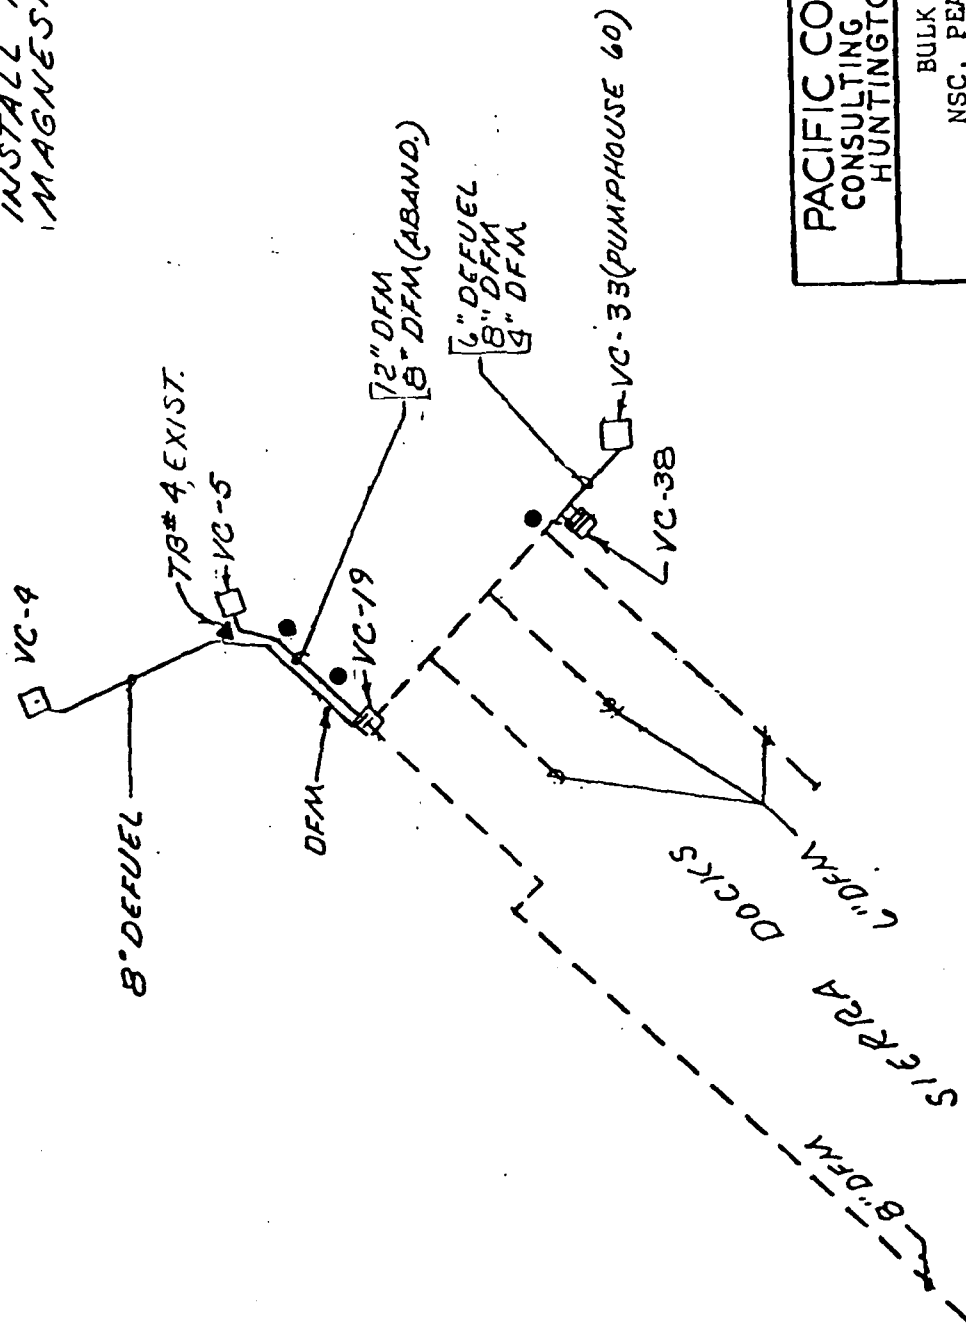 INSTALL
MAGNES
VC-4
TB# 4, EXIST.
VC-5
12" DFM
8" DFM (ABAND.)
6" DEFUEL
8" DFM
4" DFM
VC-33 (PUMPHOUSE 60)
VC-19
VC-38
8" DEFUEL
DFM
6" DFM
SIERRA DOCKS
8" DFM
PACIFIC CO
CONSULTING
HUNTINGTO
BULK
NSC, PEA